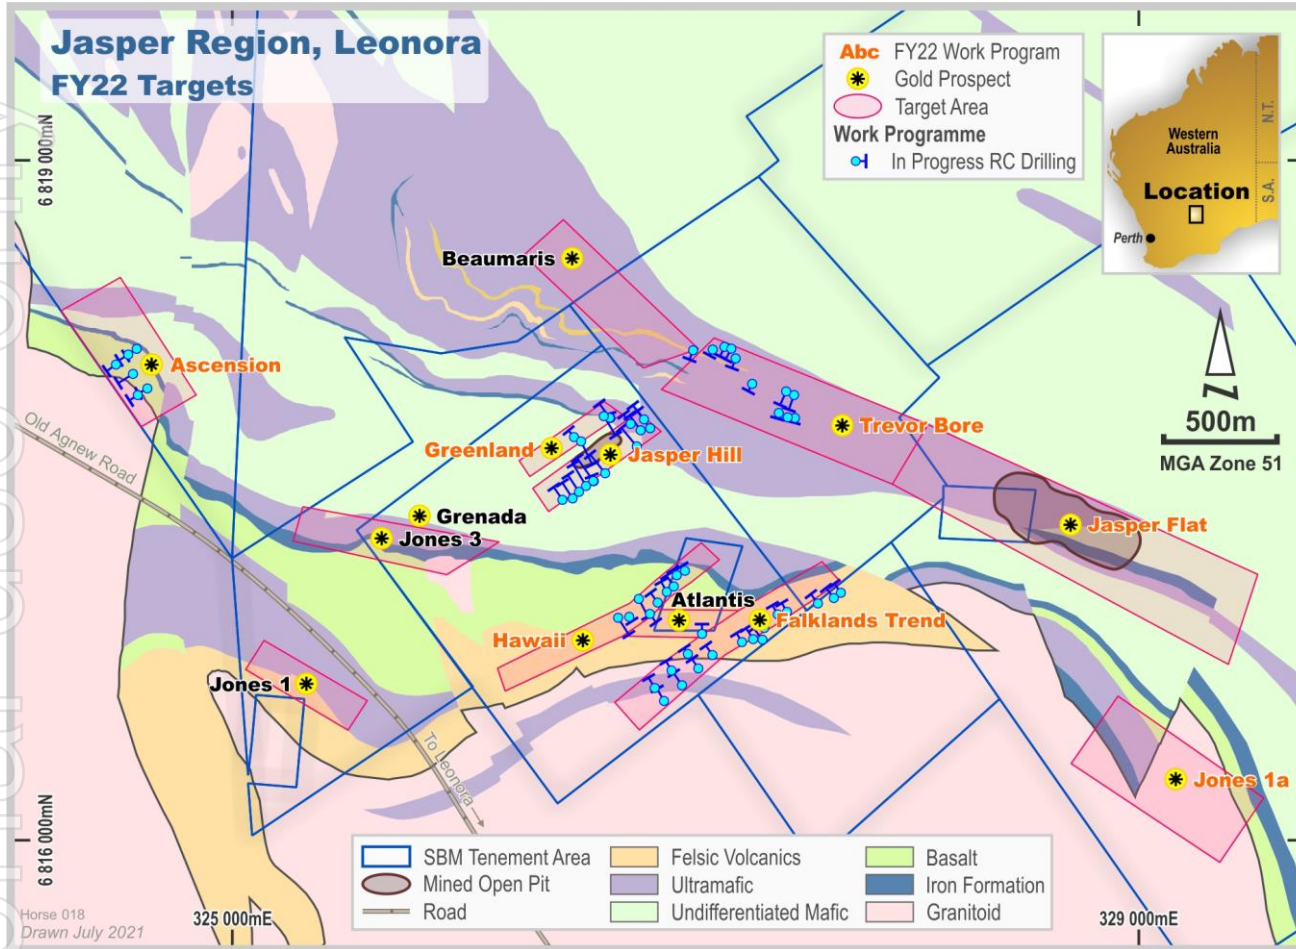 Jasper Region, Leonora
FY22 Targets
Abc FY22 Work Program
Gold Prospect
Target Area
Work Programme
In Progress RC Drilling
Western
Australia
N.T.
S.A.
Location
Perth
6 819 000mN
Beaumaris
Ascension
Old Agnew Road
Greenland
Jasper Hill
Trevor Bore
N
500m
MGA Zone 51
Grenada
Jones 3
Jasper Flat
Atlantis
Hawaii
Falklands Trend
Jones 1
To Leonora
Jones 1a
6 816 000mN
SBM Tenement Area
Mined Open Pit
Road
Felsic Volcanics
Ultramafic
Undifferentiated Mafic
Basalt
Iron Formation
Granitoid
Horse 018
Drawn July 2021
325 000mE
329 000mE